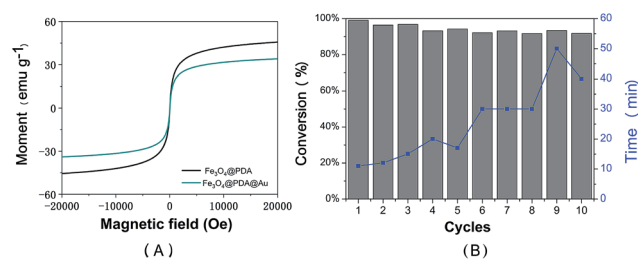 Moment (emu g⁻¹)
60
30
0
-30
-60
Fe₃O₄@PDA
Fe₃O₄@PDA@Au
-20000 -10000 0 10000 20000
Magnetic field (Oe)
(A)
Conversion (%)
100%
80%
60%
40%
20%
0%
1 2 3 4 5 6 7 8 9 10
Cycles
60
50
40
30
20
10
0
Time (min)
(B)